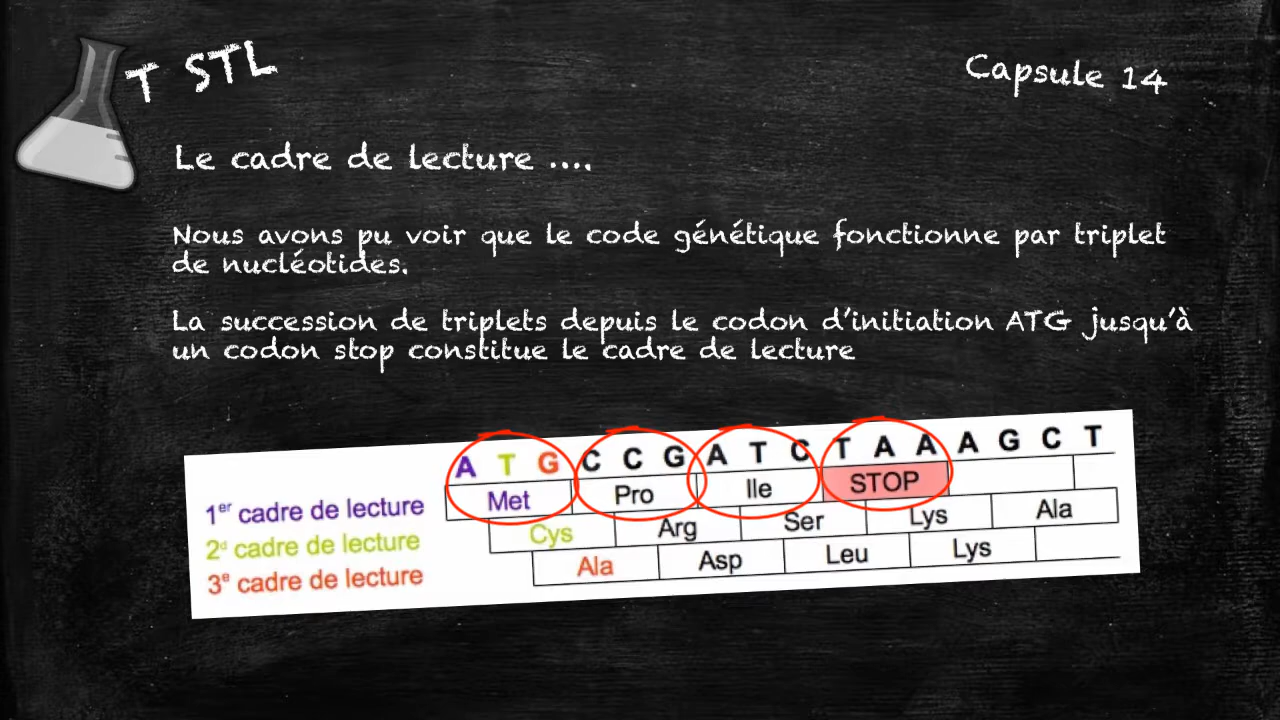 T STL
Capsule 14
Le cadre de lecture ....
Nous avons pu voir que le code génétique fonctionne par triplet
de nucléotides.
La succession de triplets depuis le codon d'initiation ATG jusqu'à
un codon stop constitue le cadre de lecture
A T G C C G A T C T A A A G C T
1er cadre de lecture Met Pro Ile STOP
2d cadre de lecture Cys Arg Ser Lys Ala
3e cadre de lecture Ala Asp Leu Lys